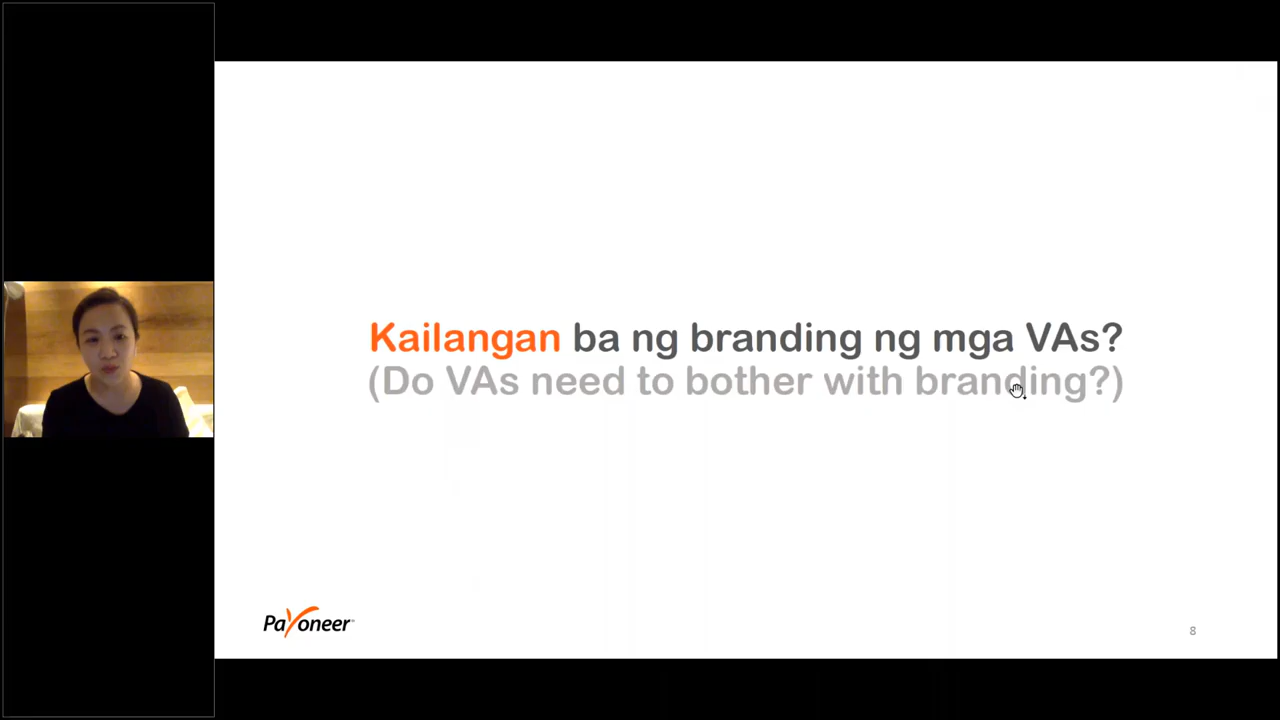 Kailangan ba ng branding ng mga VAs?
(Do VAs need to bother with branding?)
Payoneer
8